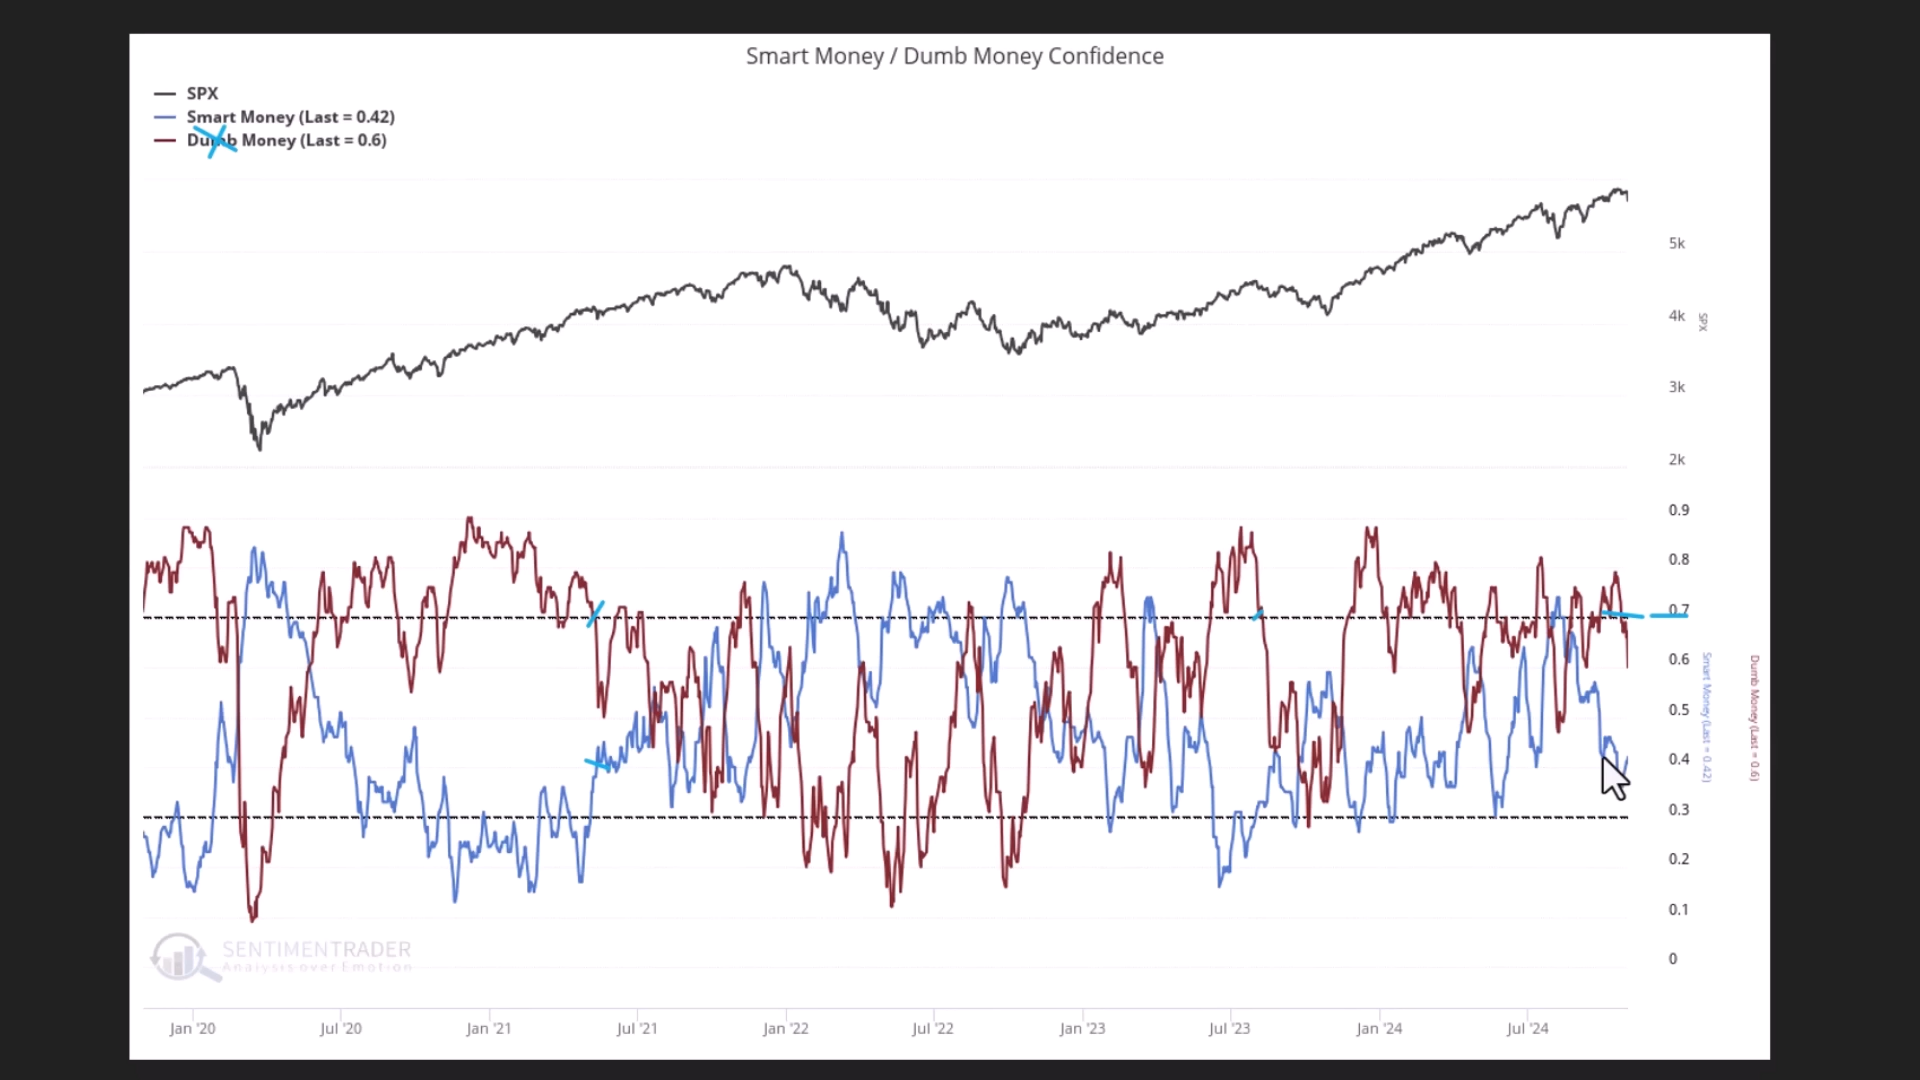 Smart Money / Dumb Money Confidence
SPX
Smart Money (Last = 0.42)
Dumb Money (Last = 0.6)
5k
4k
3k
2k
SPX
0.9
0.8
0.7
0.6
0.5
0.4
0.3
0.2
0.1
0
Smart Money (Last = 0.42)
Dumb Money (Last = 0.6)
SENTIMENTRADER
Analysis over Emotion
Jan '20 Jul '20 Jan '21 Jul '21 Jan '22 Jul '22 Jan '23 Jul '23 Jan '24 Jul '24